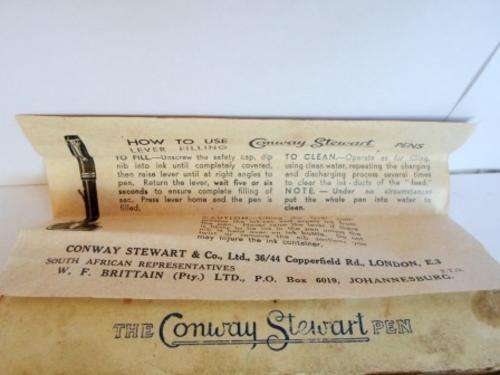 HOW TO USE Conway Stewart PENS
LEVER FILLING
TO FILL.—Unscrew the safety cap, dip
nib into ink until completely covered,
then raise lever until at right angles to
pen. Return the lever, wait five or six
seconds to ensure complete filling of
sac. Press lever home and the pen is
filled.
TO CLEAN.—Operate as for filling,
using clean water, repeating the charging
and discharging process several times
to clear the ink-ducts of the "feed."
NOTE.—Under no circumstances
put the whole pen into water to
clean.
CAUTION.
may injure the ink container.
CONWAY STEWART & Co., Ltd., 36/44 Copperfield Rd., LONDON, E.3
SOUTH AFRICAN REPRESENTATIVES
W. F. BRITTAIN (Pty.) LTD., P.O. Box 6019, JOHANNESBURG.
THE Conway Stewart PEN